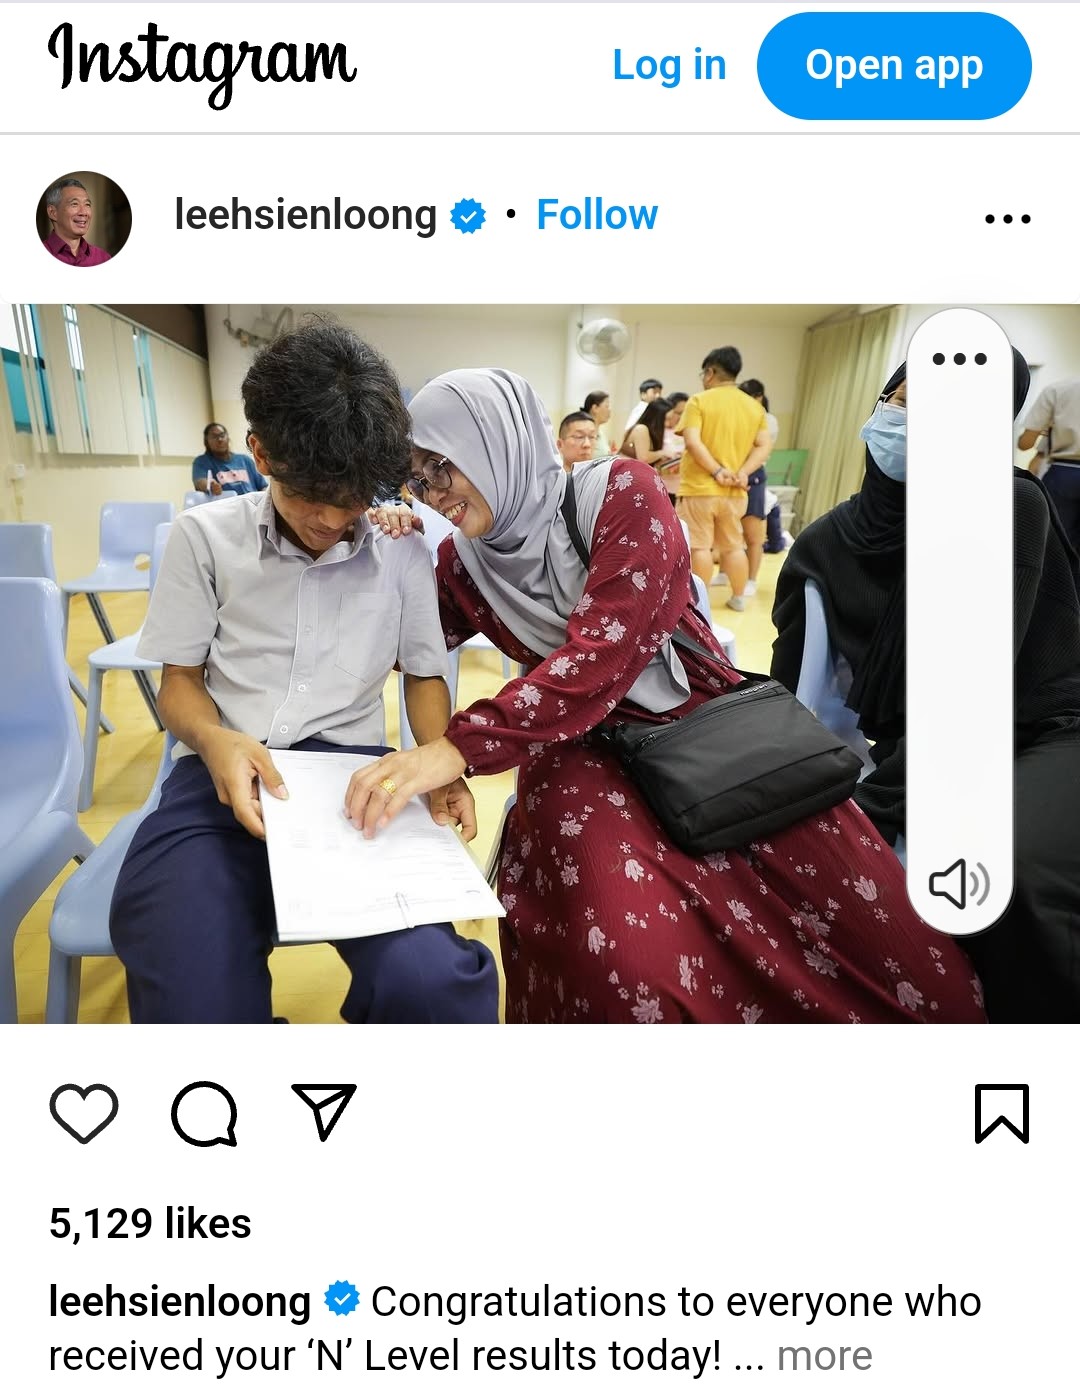 Instagram
Log in
Open app
leehsienloong • Follow
5,129 likes
leehsienloong Congratulations to everyone who
received your ‘N’ Level results today! ... more